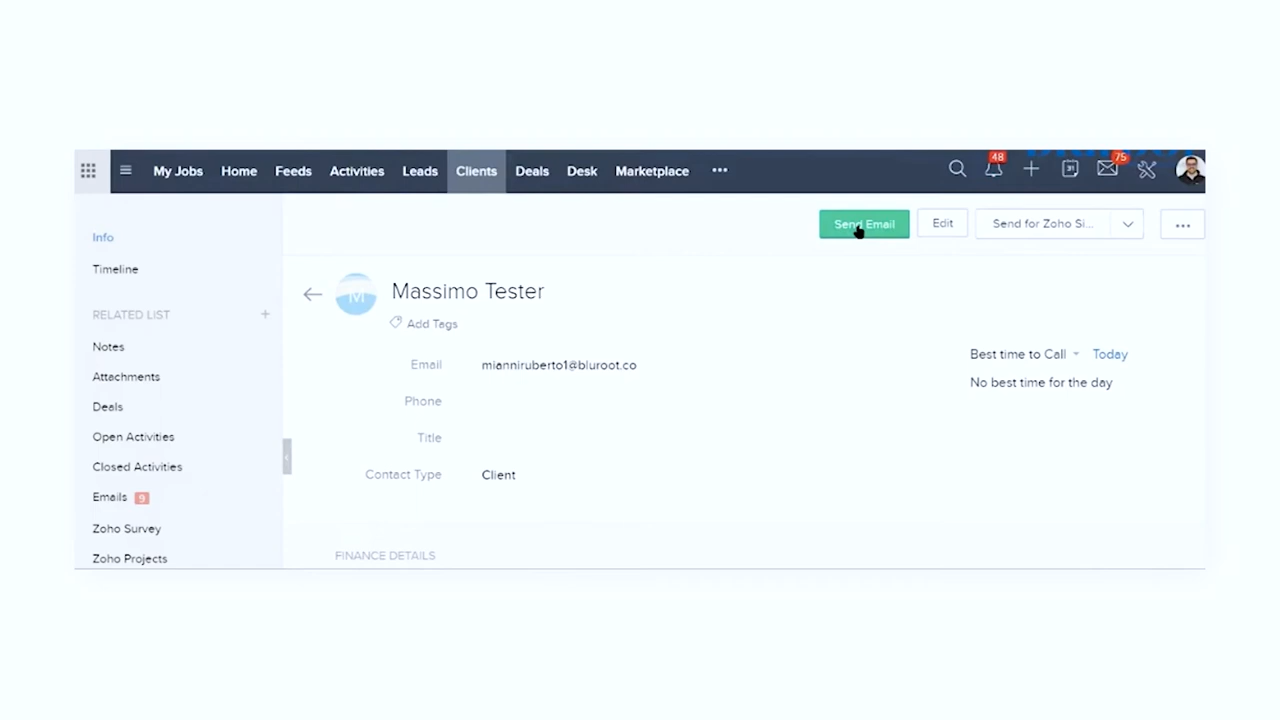 My Jobs Home Feeds Activities Leads Clients Deals Desk Marketplace ••• 48 31 75
Send Email Edit Send for Zoho Si... ...
Info
Timeline
RELATED LIST +
Notes
Attachments
Deals
Open Activities
Closed Activities
Emails 9
Zoho Survey
Zoho Projects
M Massimo Tester
Add Tags
Email mianniruberto1@bluroot.co
Phone
Title
Contact Type Client
Best time to Call Today
No best time for the day
FINANCE DETAILS